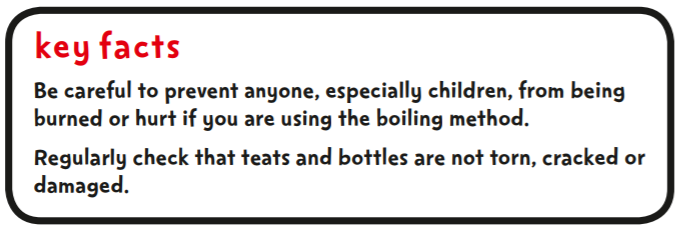 key facts
Be careful to prevent anyone, especially children, from being
burned or hurt if you are using the boiling method.
Regularly check that teats and bottles are not torn, cracked or
damaged.